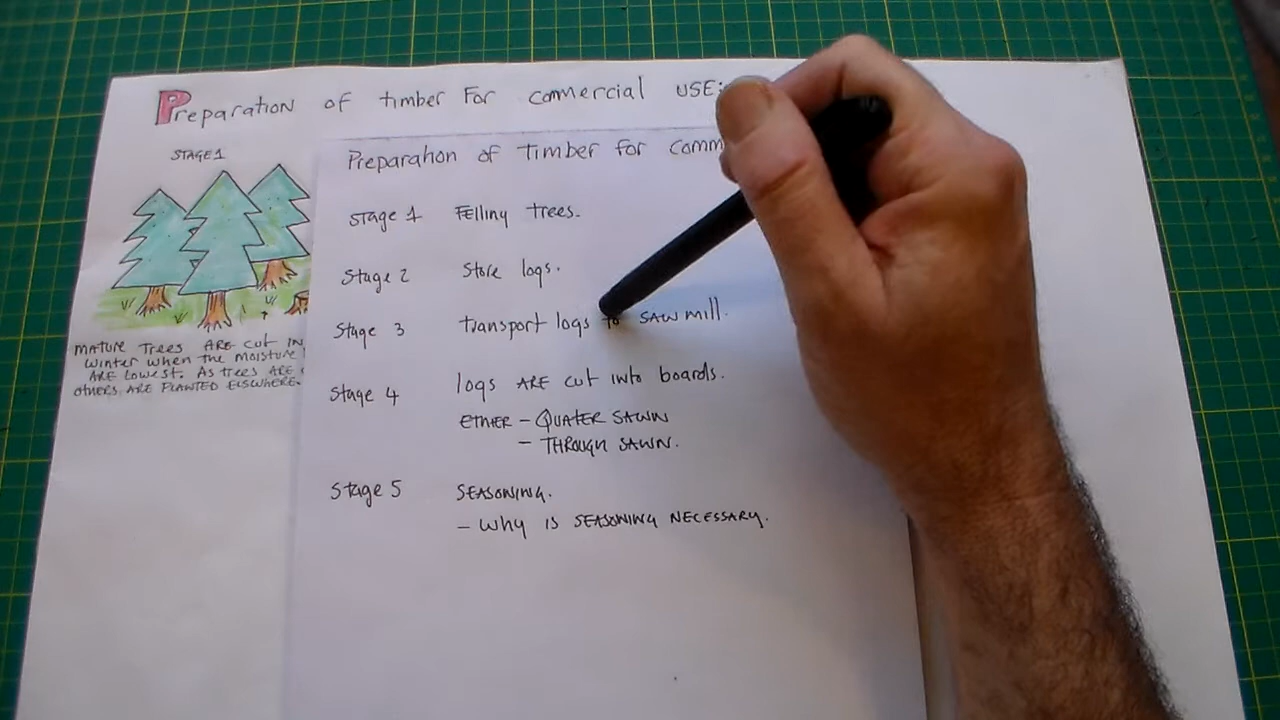 Preparation of timber For commercial USE:
STAGE 1
MATURE Trees ARE CUT IN
winter when the moisture
ARE LOWEST. As trees ARE
others ARE PLANTED ELSWHERE.
Preparation of Timber for Comm
Stage 1 Felling trees.
Stage 2 Store logs.
Stage 3 transport logs to SAW mill.
Stage 4 logs ARE cut into boards.
ETHER - QUATER SAWN
- THROUGH SAWN.
Stage 5 SEASONING.
- Why IS SEASONING NECESSARY.